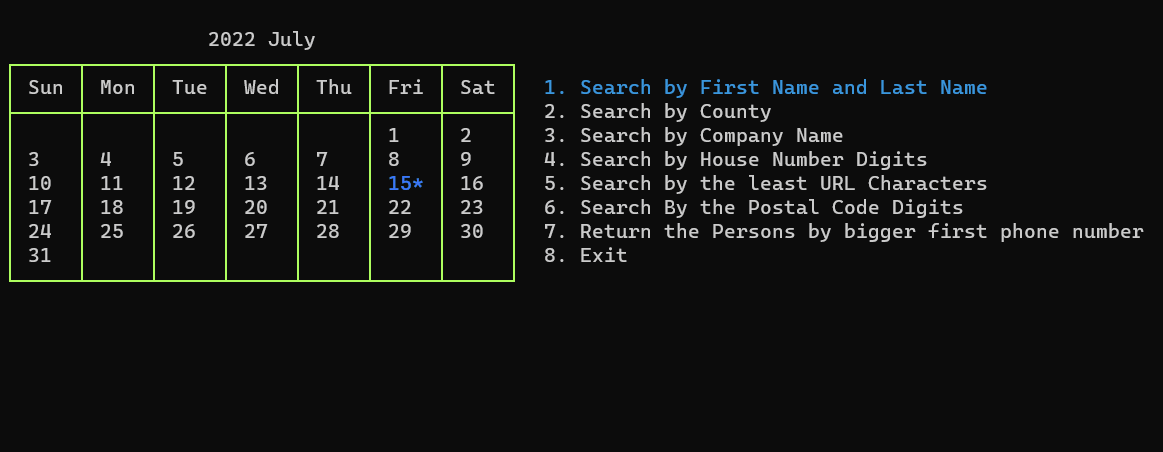 2022 July
Sun Mon Tue Wed Thu Fri Sat
1 2
3 4 5 6 7 8 9
10 11 12 13 14 15* 16
17 18 19 20 21 22 23
24 25 26 27 28 29 30
31
1. Search by First Name and Last Name
2. Search by County
3. Search by Company Name
4. Search by House Number Digits
5. Search by the least URL Characters
6. Search By the Postal Code Digits
7. Return the Persons by bigger first phone number
8. Exit